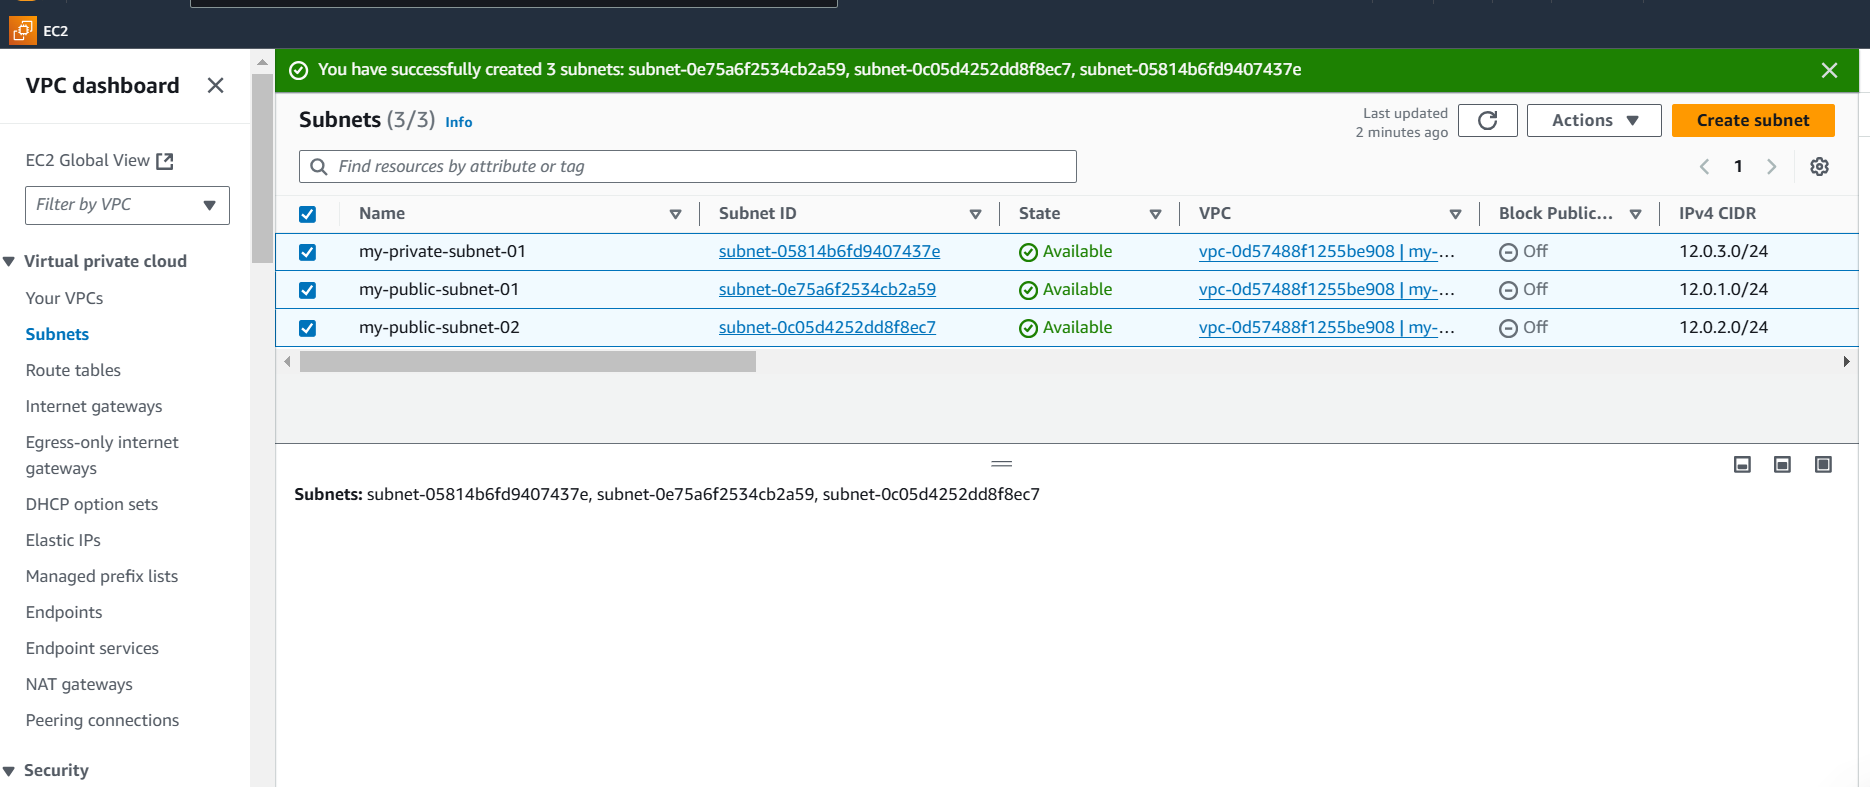 EC2
VPC dashboard
EC2 Global View
Filter by VPC
Virtual private cloud
Your VPCs
Subnets
Route tables
Internet gateways
Egress-only internet
gateways
DHCP option sets
Elastic IPs
Managed prefix lists
Endpoints
Endpoint services
NAT gateways
Peering connections
Security
You have successfully created 3 subnets: subnet-0e75a6f2534cb2a59, subnet-0c05d4252dd8f8ec7, subnet-05814b6fd9407437e
Subnets (3/3) Info
Last updated
2 minutes ago
Actions
Create subnet
Find resources by attribute or tag
1
Name Subnet ID State VPC Block Public... IPv4 CIDR
my-private-subnet-01 subnet-05814b6fd9407437e Available vpc-0d57488f1255be908 | my-... Off 12.0.3.0/24
my-public-subnet-01 subnet-0e75a6f2534cb2a59 Available vpc-0d57488f1255be908 | my-... Off 12.0.1.0/24
my-public-subnet-02 subnet-0c05d4252dd8f8ec7 Available vpc-0d57488f1255be908 | my-... Off 12.0.2.0/24
Subnets: subnet-05814b6fd9407437e, subnet-0e75a6f2534cb2a59, subnet-0c05d4252dd8f8ec7